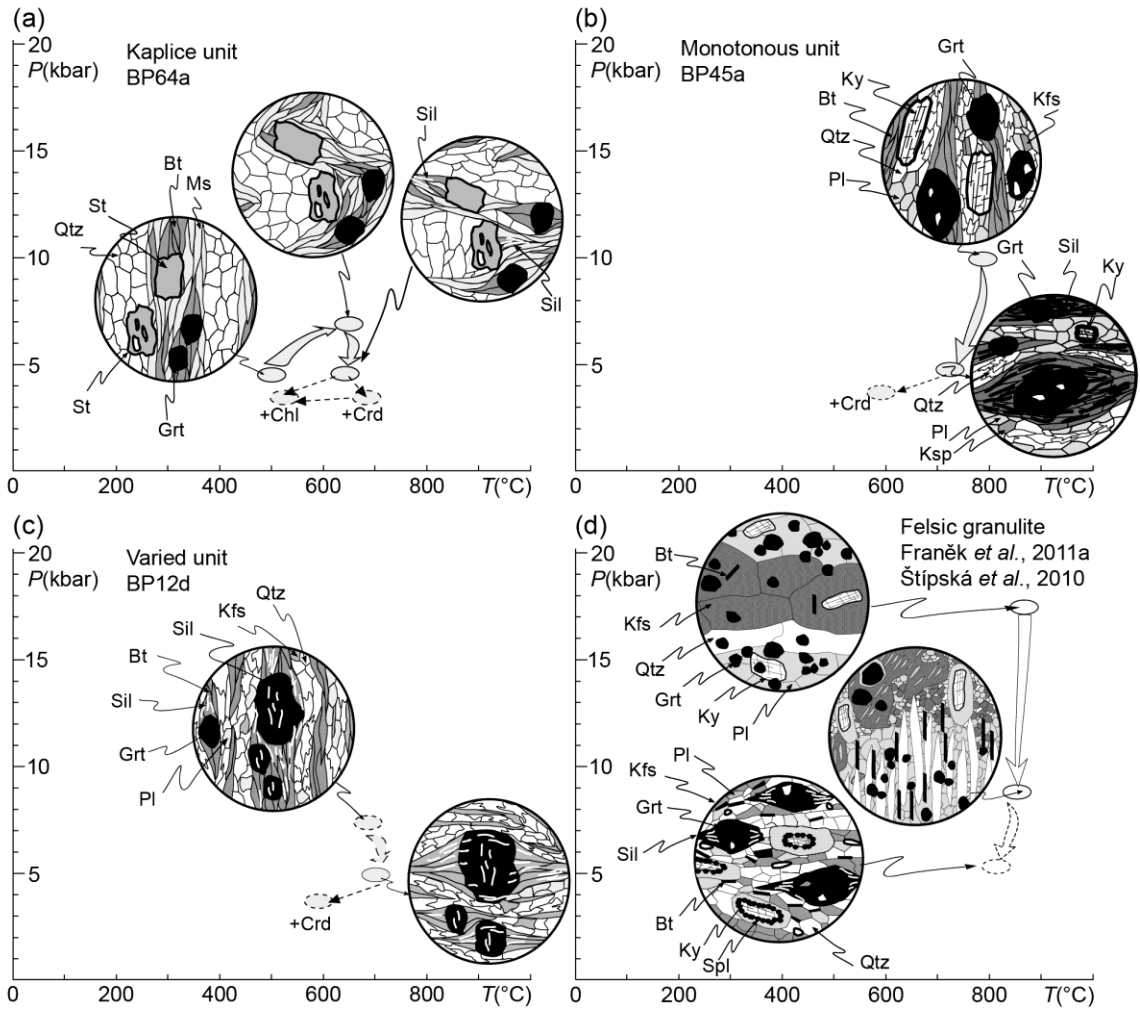 (a)
Kaplice unit
BP64a
P(kbar)
20
15
10
5
0
200
400
600
800
T(°C)
Qtz
St
Bt
Ms
Sil
Sil
St
Grt
+Chl
+Crd
(b)
Monotonous unit
BP45a
P(kbar)
20
15
10
5
0
200
400
600
800
T(°C)
Grt
Ky
Bt
Qtz
Pl
Kfs
Grt
Sil
Ky
Qtz
Pl
Ksp
+Crd
(c)
Varied unit
BP12d
P(kbar)
20
15
10
5
0
200
400
600
800
T(°C)
Qtz
Kfs
Sil
Bt
Sil
Grt
Pl
+Crd
(d)
Felsic granulite
Franěk et al., 2011a
Štípská et al., 2010
P(kbar)
20
15
10
5
0
200
400
600
800
T(°C)
Bt
Kfs
Qtz
Grt
Ky
Pl
Pl
Kfs
Grt
Sil
Bt
Ky
Spl
Qtz